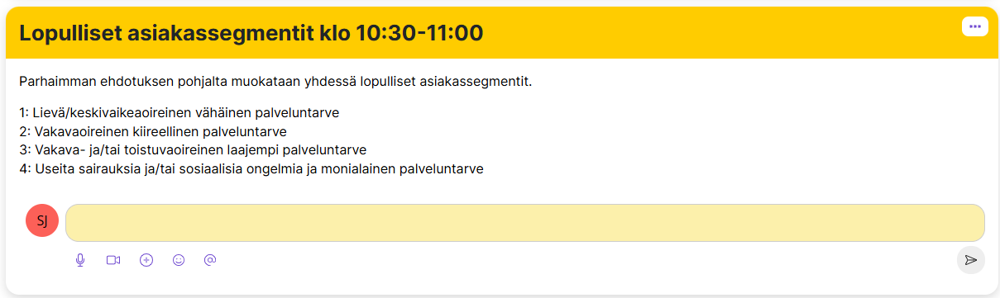 Lopulliset asiakassegmentit klo 10:30-11:00
Parhaimman ehdotuksen pohjalta muokataan yhdessä lopulliset asiakassegmentit.
1: Lievä/keskivaikeaoireinen vähäinen palveluntarve
2: Vakavaoireinen kiireellinen palveluntarve
3: Vakava- ja/tai toistuvaoireinen laajempi palveluntarve
4: Useita sairauksia ja/tai sosiaalisia ongelmia ja monialainen palveluntarve
SJ